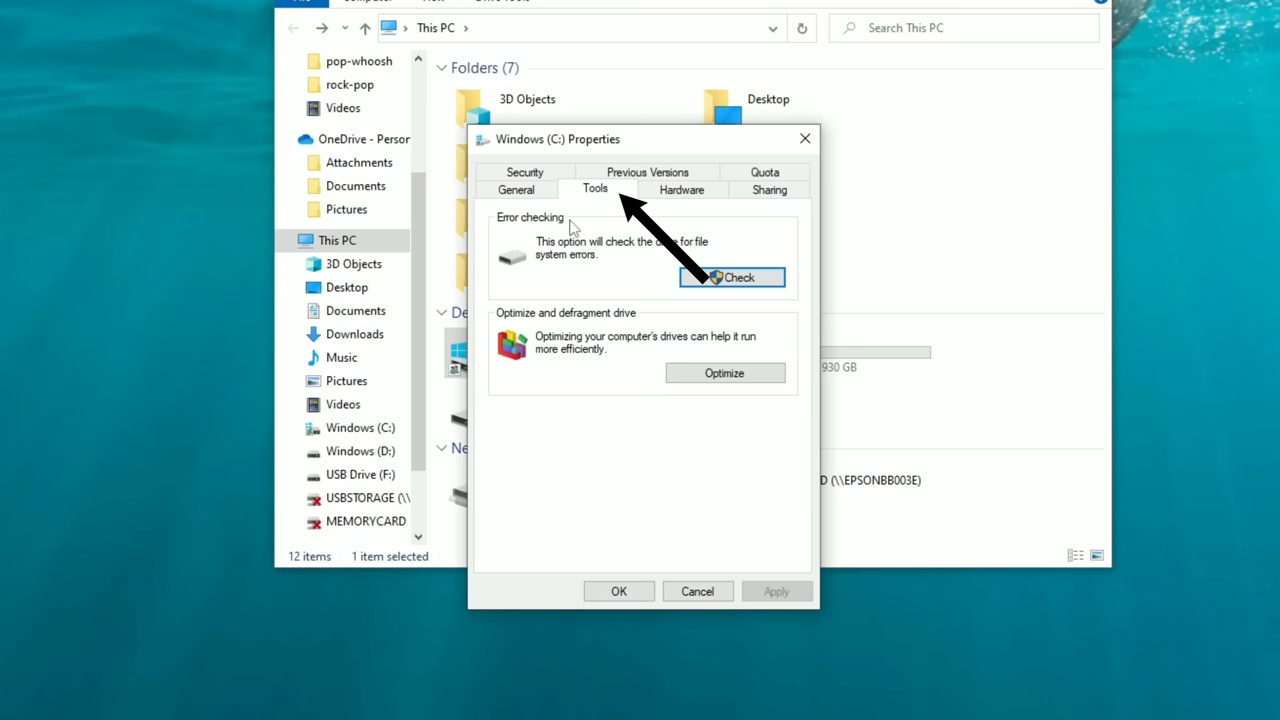 This PC
Search This PC
pop-whoosh
rock-pop
Videos
OneDrive - Person
Attachments
Documents
Pictures
This PC
3D Objects
Desktop
Documents
Downloads
Music
Pictures
Videos
Windows (C:)
Windows (D:)
USB Drive (F:)
USBSTORAGE (\\
MEMORYCARD
12 items 1 item selected
Folders (7)
3D Objects
Desktop
De
930 GB
Ne
D (\\EPSONBB003E)
Windows (C:) Properties
Security Previous Versions Quota
General Tools Hardware Sharing
Error checking
This option will check the drive for file
system errors.
Check
Optimize and defragment drive
Optimizing your computer's drives can help it run
more efficiently.
Optimize
OK Cancel Apply